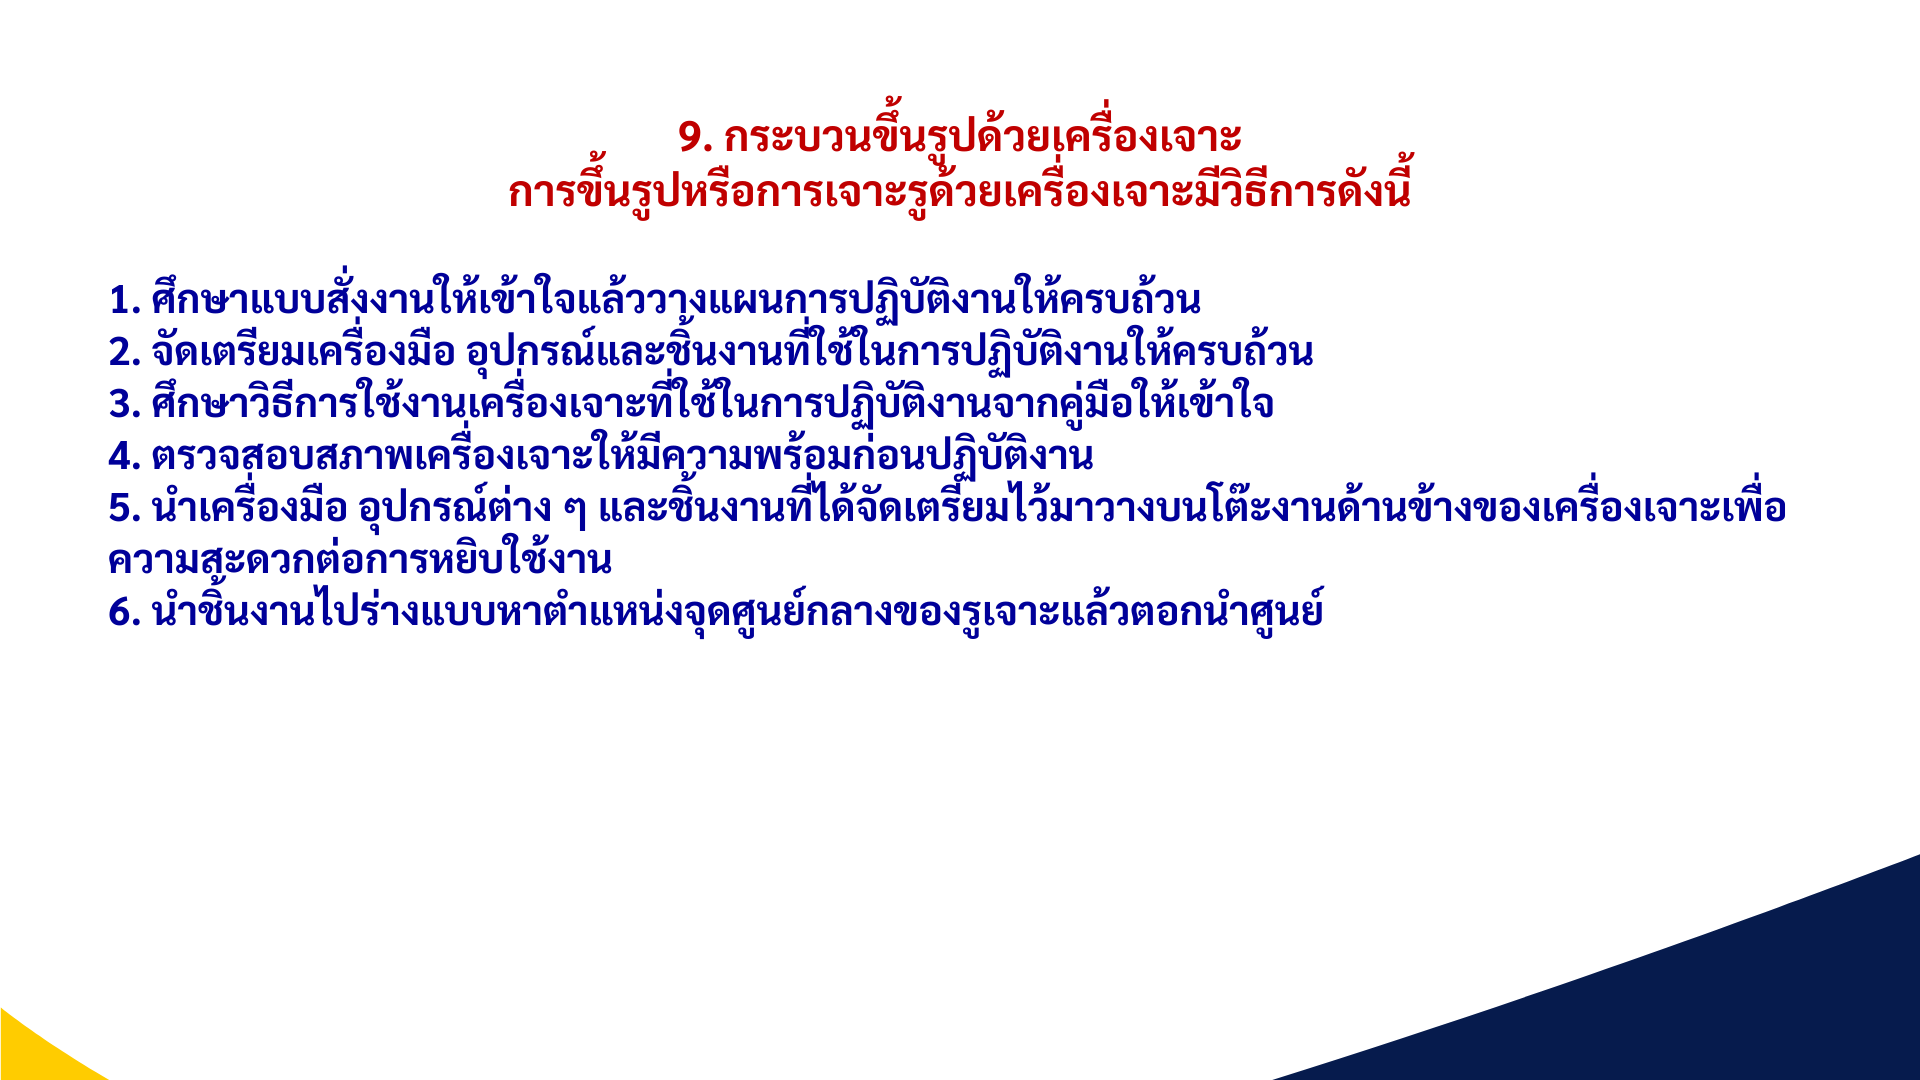 9. กระบวนขึ้นรูปด้วยเครื่องเจาะ
การขึ้นรูปหรือการเจาะรูด้วยเครื่องเจาะมีวิธีการดังนี้
1. ศึกษาแบบสั่งงานให้เข้าใจแล้ววางแผนการปฏิบัติงานให้ครบถ้วน
2. จัดเตรียมเครื่องมือ อุปกรณ์และชิ้นงานที่ใช้ในการปฏิบัติงานให้ครบถ้วน
3. ศึกษาวิธีการใช้งานเครื่องเจาะที่ใช้ในการปฏิบัติงานจากคู่มือให้เข้าใจ
4. ตรวจสอบสภาพเครื่องเจาะให้มีความพร้อมก่อนปฏิบัติงาน
5. นำเครื่องมือ อุปกรณ์ต่าง ๆ และชิ้นงานที่ได้จัดเตรียมไว้มาวางบนโต๊ะงานด้านข้างของเครื่องเจาะเพื่อ
ความสะดวกต่อการหยิบใช้งาน
6. นำชิ้นงานไปร่างแบบหาตำแหน่งจุดศูนย์กลางของรูเจาะแล้วตอกนำศูนย์